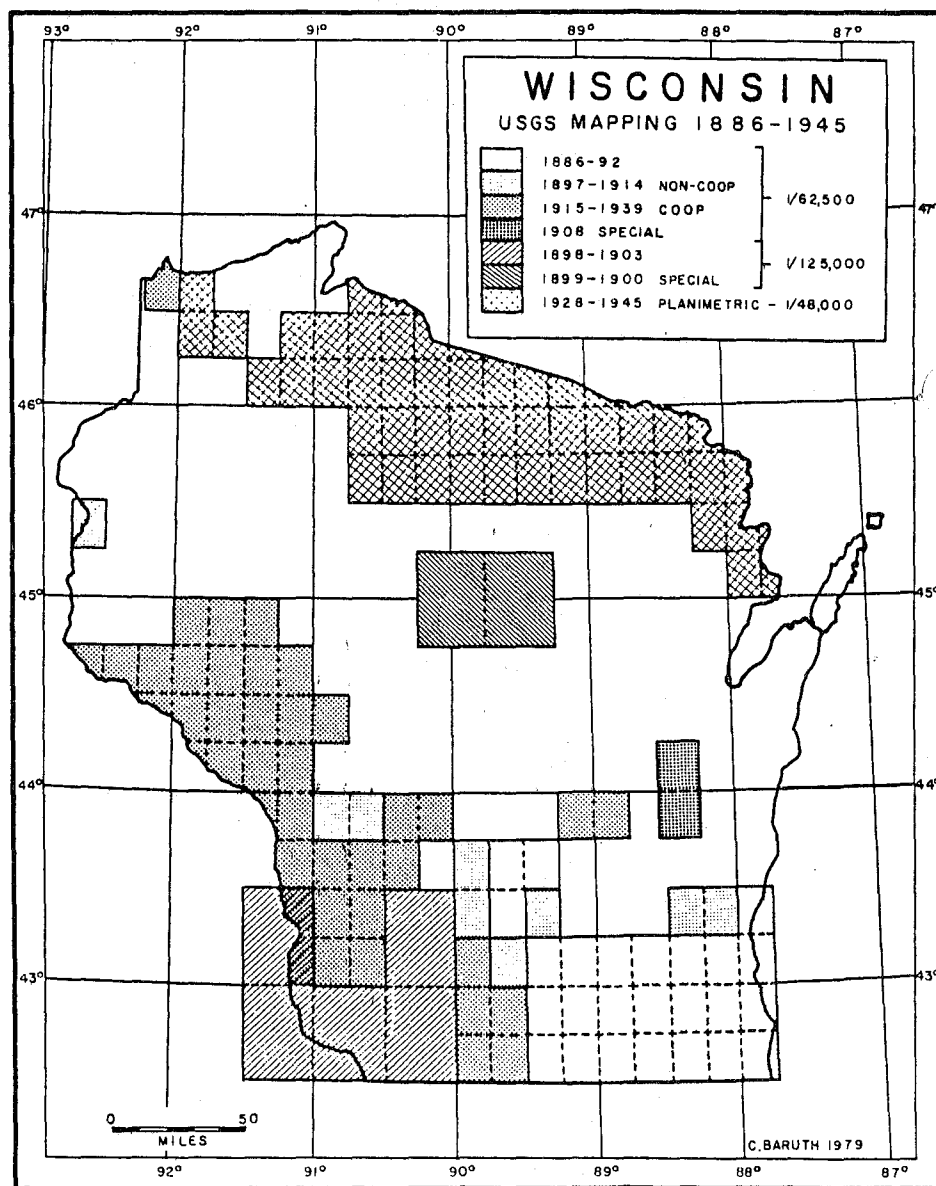 93° 92° 91° 90° 89° 88° 87°
WISCONSIN
USGS MAPPING 1886-1945
1886-92
1897-1914 NON-COOP
1915-1939 COOP
1/62,500
1908 SPECIAL
1898-1903
1/125,000
1899-1900 SPECIAL
1928-1945 PLANIMETRIC - 1/48,000
47° 47°
46° 46°
45° 45°
44° 44°
43° 43°
0 50
MILES
C. BARUTH 1979
92° 91° 90° 89° 88° 87°